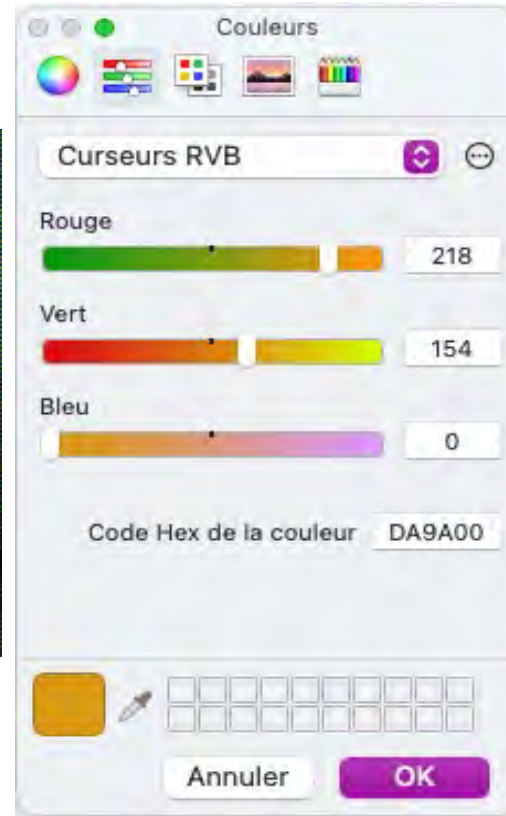 Couleurs
Curseurs RVB
Rouge
218
Vert
154
Bleu
0
Code Hex de la couleur DA9A00
Annuler OK